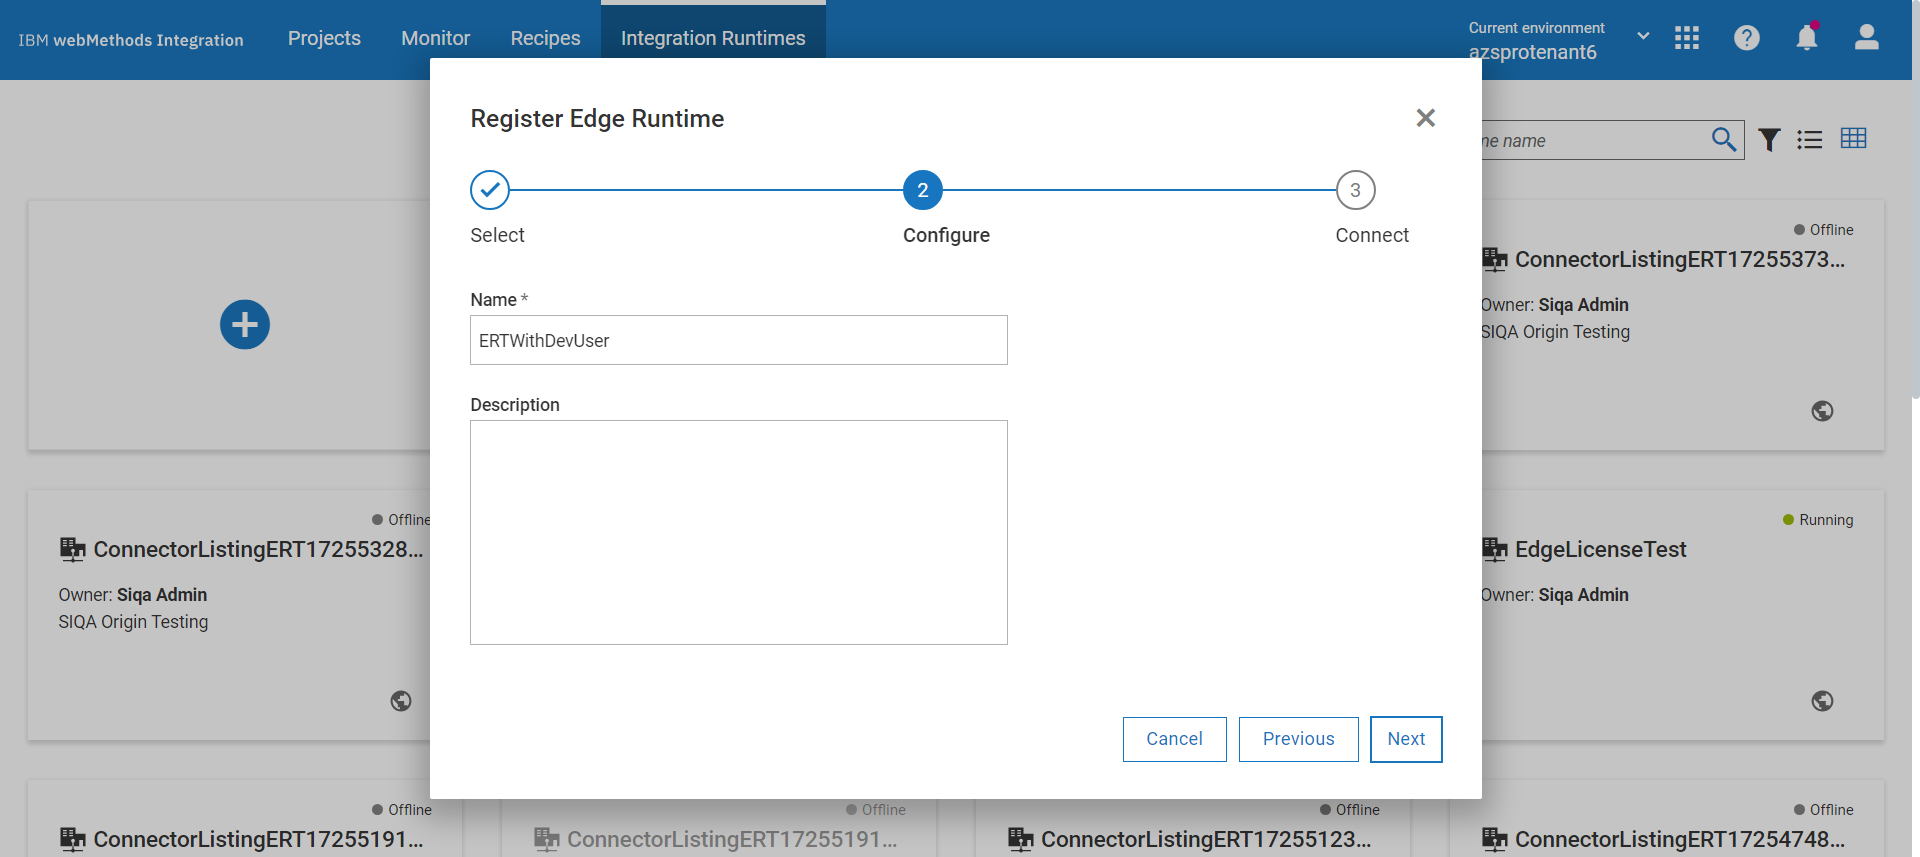 IBM webMethods Integration
Projects
Monitor
Recipes
Integration Runtimes
Current environment
azsprotenant6
?
Register Edge Runtime
me name
2
3
Select
Configure
Connect
Name *
ERTWithDevUser
Description
Cancel
Previous
Next
Offline
ConnectorListingERT17255373...
Owner: Siqa Admin
SIQA Origin Testing
Offline
ConnectorListingERT17255328...
Owner: Siqa Admin
SIQA Origin Testing
Running
EdgeLicenseTest
Owner: Siqa Admin
Offline
ConnectorListingERT17255191...
Offline
ConnectorListingERT17255191...
Offline
ConnectorListingERT17255123...
Offline
ConnectorListingERT17254748...